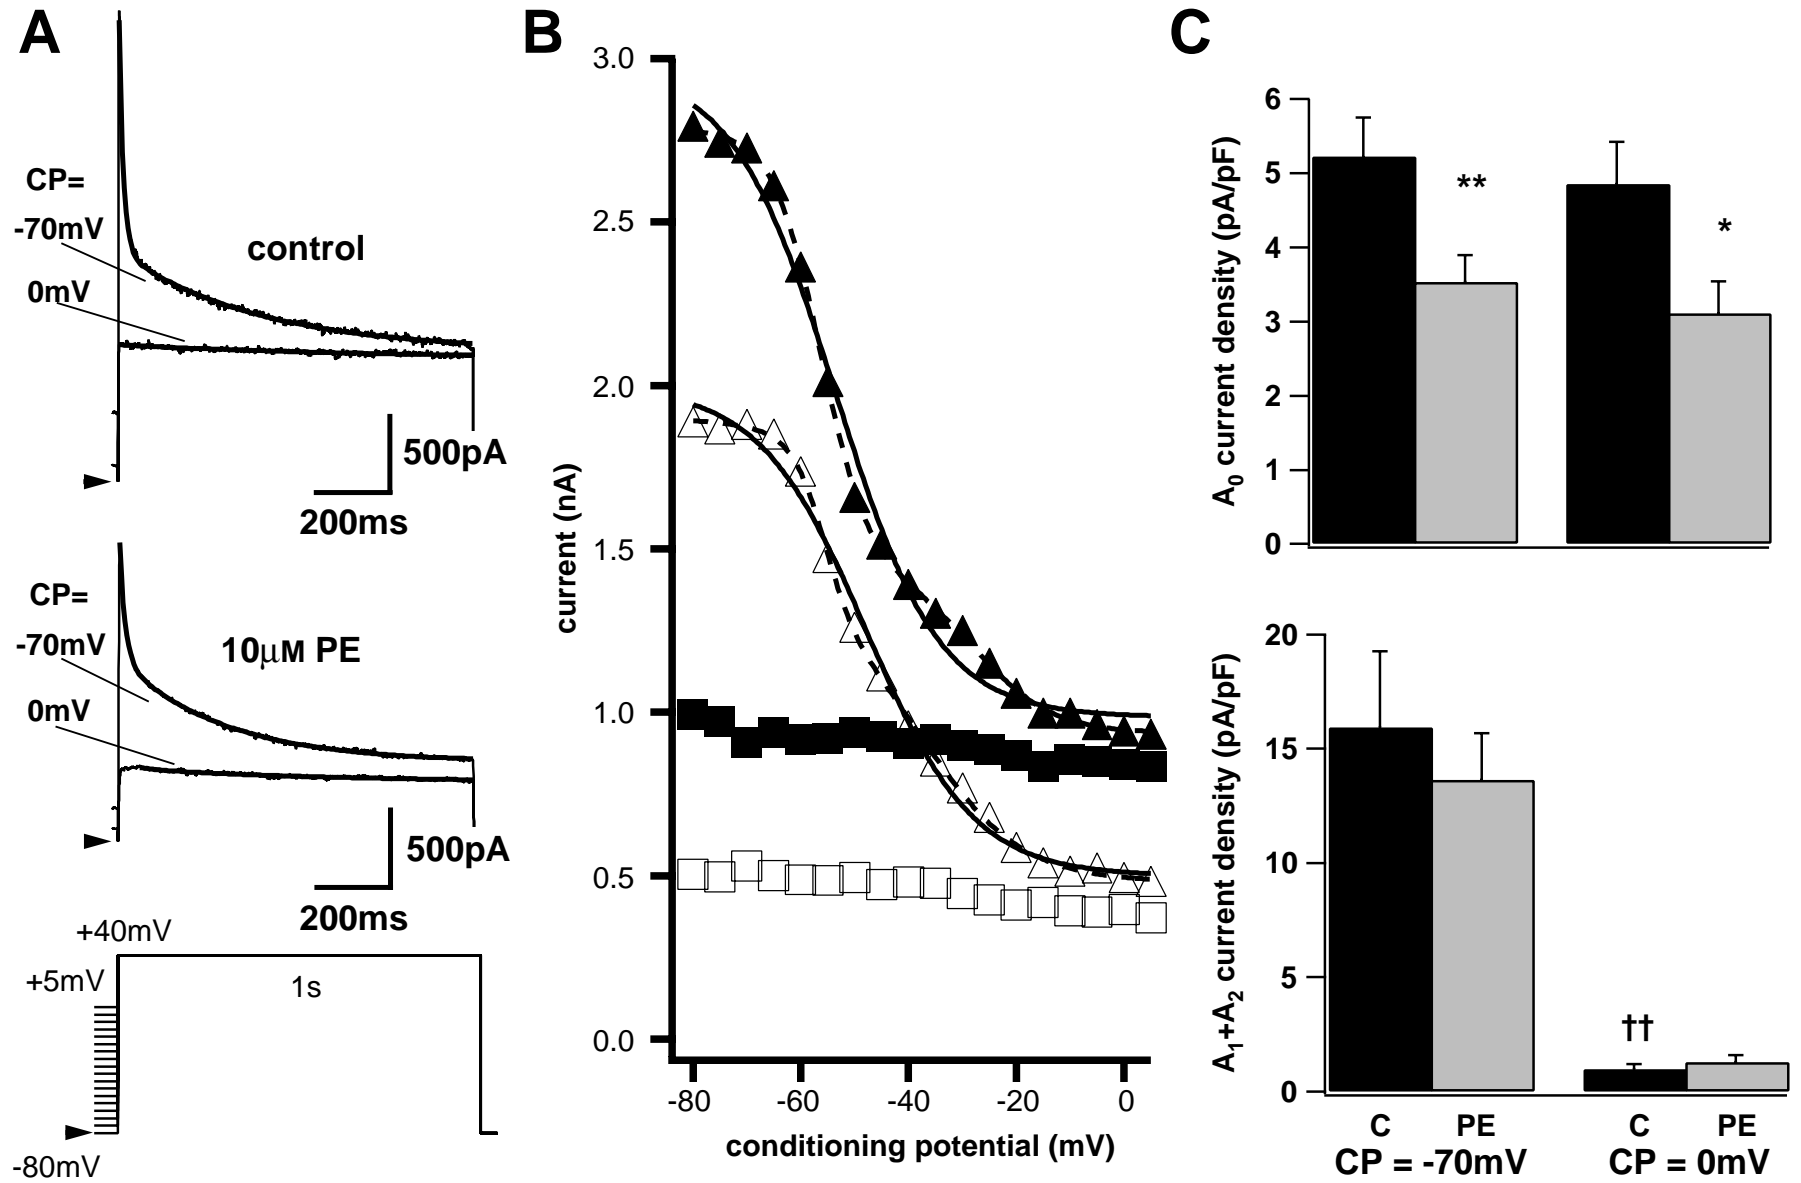 A
CP=
-70mV
control
0mV
500pA
200ms
CP=
-70mV
10μM PE
0mV
500pA
200ms
+40mV
+5mV
1s
-80mV
B
3.0
2.5
2.0
1.5
1.0
0.5
0.0
current (nA)
-80 -60 -40 -20 0
conditioning potential (mV)
C
6
5
4
3
2
1
0
A0 current density (pA/pF)
**
*
20
15
10
5
0
A1+A2 current density (pA/pF)
††
C PE C PE
CP = -70mV CP = 0mV